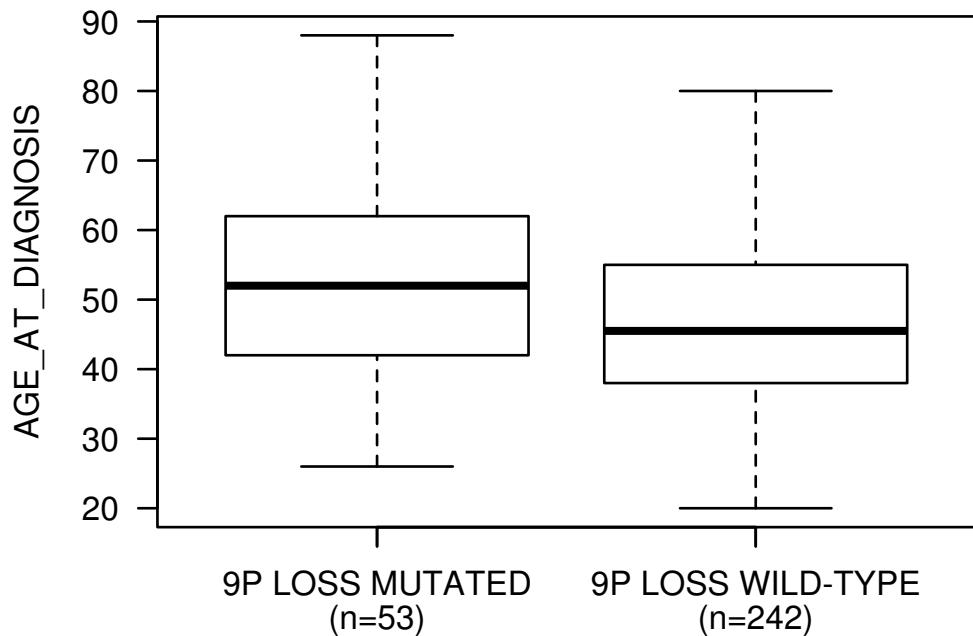 AGE_AT_DIAGNOSIS
90
80
70
60
50
40
30
20
9P LOSS MUTATED
(n=53)
9P LOSS WILD-TYPE
(n=242)